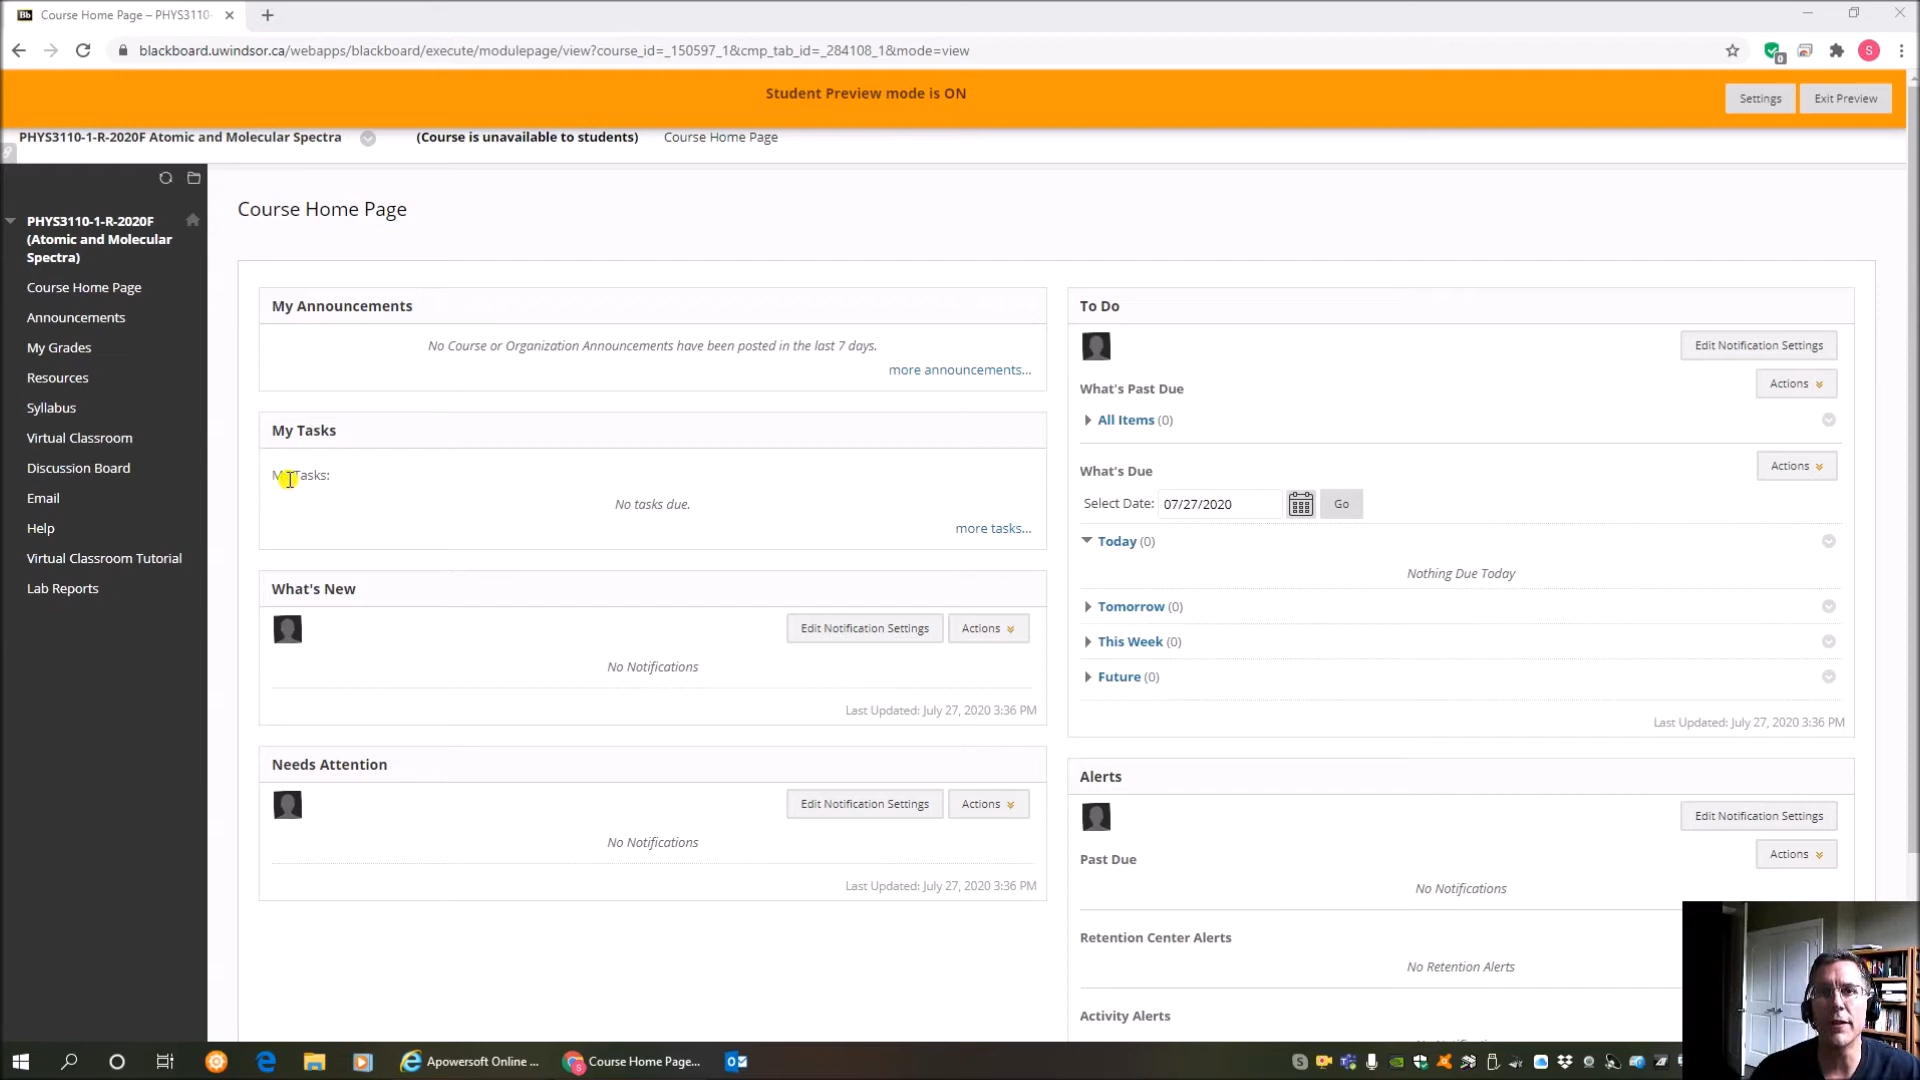 Course Home Page – PHYS3110-
blackboard.uwindsor.ca/webapps/blackboard/execute/modulepage/view?course_id=_150597_1&cmp_tab_id=_284108_1&mode=view
S
Student Preview mode is ON
Settings
Exit Preview
PHYS3110-1-R-2020F Atomic and Molecular Spectra
(Course is unavailable to students)
Course Home Page
PHYS3110-1-R-2020F
(Atomic and Molecular
Spectra)
Course Home Page
Announcements
My Grades
Resources
Syllabus
Virtual Classroom
Discussion Board
Email
Help
Virtual Classroom Tutorial
Lab Reports
Course Home Page
My Announcements
No Course or Organization Announcements have been posted in the last 7 days.
more announcements...
My Tasks
My Tasks:
No tasks due.
more tasks...
What's New
Edit Notification Settings
Actions
No Notifications
Last Updated: July 27, 2020 3:36 PM
Needs Attention
Edit Notification Settings
Actions
No Notifications
Last Updated: July 27, 2020 3:36 PM
To Do
Edit Notification Settings
What's Past Due
Actions
All Items (0)
What's Due
Actions
Select Date: 07/27/2020
Go
Today (0)
Nothing Due Today
Tomorrow (0)
This Week (0)
Future (0)
Last Updated: July 27, 2020 3:36 PM
Alerts
Edit Notification Settings
Past Due
Actions
No Notifications
Retention Center Alerts
No Retention Alerts
Activity Alerts
Apowersoft Online ...
Course Home Page...